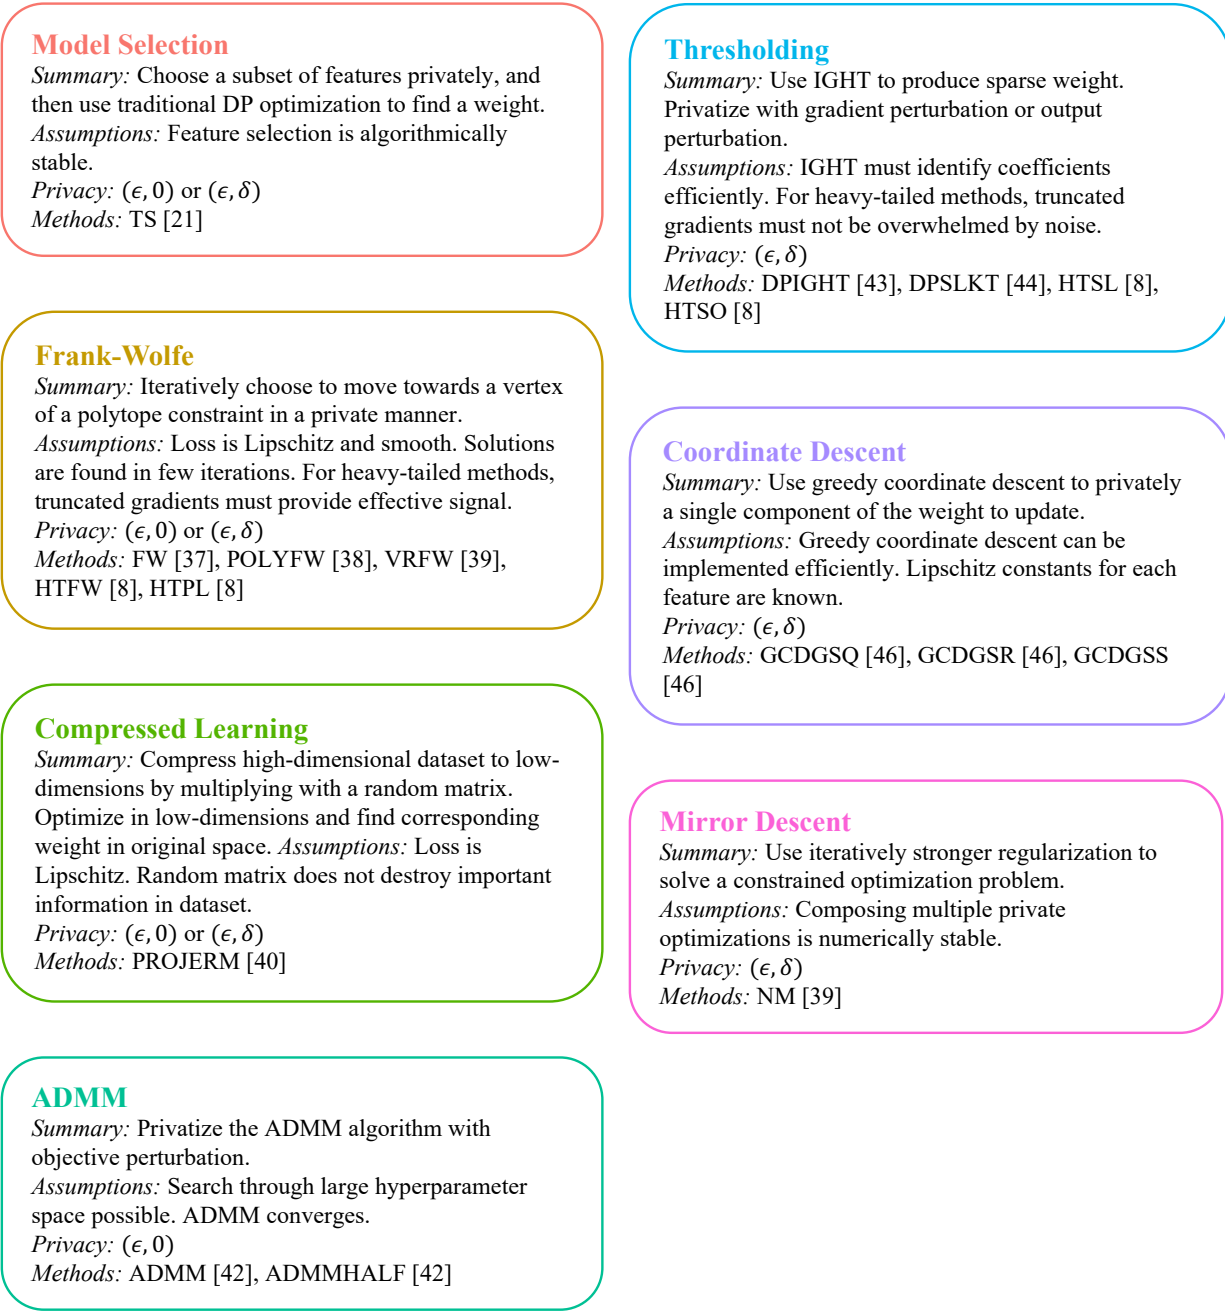 Model Selection
Summary: Choose a subset of features privately, and
then use traditional DP optimization to find a weight.
Assumptions: Feature selection is algorithmically
stable.
Privacy: (ϵ, 0) or (ϵ, δ)
Methods: TS [21]
Frank-Wolfe
Summary: Iteratively choose to move towards a vertex
of a polytope constraint in a private manner.
Assumptions: Loss is Lipschitz and smooth. Solutions
are found in few iterations. For heavy-tailed methods,
truncated gradients must provide effective signal.
Privacy: (ϵ, 0) or (ϵ, δ)
Methods: FW [37], POLYFW [38], VRFW [39],
HTFW [8], HTPL [8]
Compressed Learning
Summary: Compress high-dimensional dataset to low-
dimensions by multiplying with a random matrix.
Optimize in low-dimensions and find corresponding
weight in original space. Assumptions: Loss is
Lipschitz. Random matrix does not destroy important
information in dataset.
Privacy: (ϵ, 0) or (ϵ, δ)
Methods: PROJERM [40]
ADMM
Summary: Privatize the ADMM algorithm with
objective perturbation.
Assumptions: Search through large hyperparameter
space possible. ADMM converges.
Privacy: (ϵ, 0)
Methods: ADMM [42], ADMMHALF [42]
Thresholding
Summary: Use IGHT to produce sparse weight.
Privatize with gradient perturbation or output
perturbation.
Assumptions: IGHT must identify coefficients
efficiently. For heavy-tailed methods, truncated
gradients must not be overwhelmed by noise.
Privacy: (ϵ, δ)
Methods: DPIGHT [43], DPSLKT [44], HTSL [8],
HTSO [8]
Coordinate Descent
Summary: Use greedy coordinate descent to privately
a single component of the weight to update.
Assumptions: Greedy coordinate descent can be
implemented efficiently. Lipschitz constants for each
feature are known.
Privacy: (ϵ, δ)
Methods: GCDGSQ [46], GCDGSR [46], GCDGSS
[46]
Mirror Descent
Summary: Use iteratively stronger regularization to
solve a constrained optimization problem.
Assumptions: Composing multiple private
optimizations is numerically stable.
Privacy: (ϵ, δ)
Methods: NM [39]